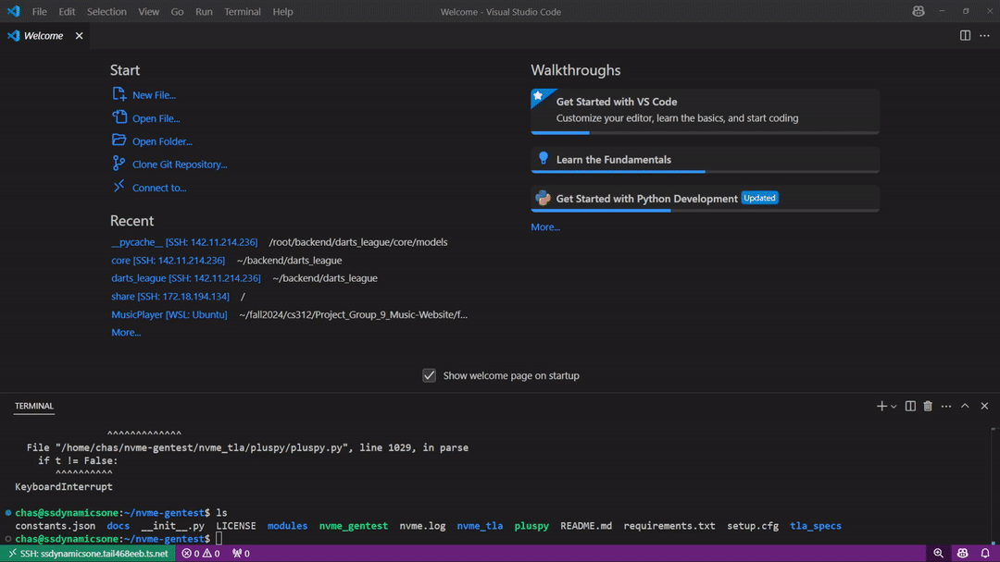 File Edit Selection View Go Run Terminal Help
Welcome - Visual Studio Code
Welcome
Start
New File...
Open File...
Open Folder...
Clone Git Repository...
Connect to...
Recent
__pycache__ [SSH: 142.11.214.236] /root/backend/darts_league/core/models
core [SSH: 142.11.214.236] ~/backend/darts_league
darts_league [SSH: 142.11.214.236] ~/backend/darts_league
share [SSH: 172.18.194.134] /
MusicPlayer [WSL: Ubuntu] ~/fall2024/cs312/Project_Group_9_Music-Website/f...
More...
Walkthroughs
Get Started with VS Code
Customize your editor, learn the basics, and start coding
Learn the Fundamentals
Get Started with Python Development Updated
More...
Show welcome page on startup
TERMINAL
^^^^^^^^^^^^^
File "/home/chas/nvme-gentest/nvme_tla/pluspy/pluspy.py", line 1029, in parse
if t != False:
^^^^^^^^^^
KeyboardInterrupt
chas@ssdynamicsone:~/nvme-gentest$ ls
constants.json docs __init__.py LICENSE modules nvme_gentest nvme.log nvme_tla pluspy README.md requirements.txt setup.cfg tla_specs
chas@ssdynamicsone:~/nvme-gentest$
SSH: ssdynamicsone.tail468eeb.ts.net 0 0 0